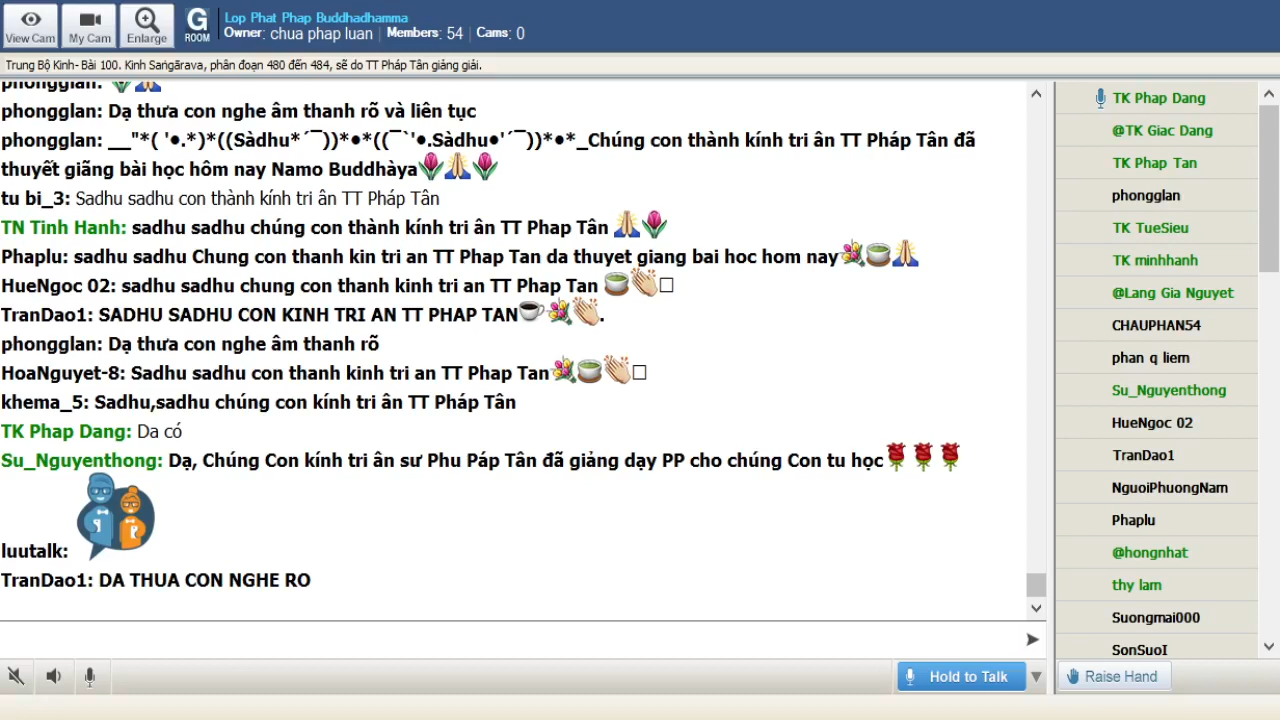 View Cam
My Cam
Enlarge
G
ROOM
Lop Phat Phap Buddhadhamma
Owner: chua phap luan | Members: 54 | Cams: 0
Trung Bộ Kinh- Bài 100. Kinh Saṅgārava, phân đoạn 480 đến 484, sẽ do TT Pháp Tân giảng giải.
phongglan: 🌷🙏
phongglan: Dạ thưa con nghe âm thanh rõ và liên tục
phongglan: __"*( '•.*)*((Sàdhu*´¯))*•*((¯`'•.Sàdhu•'´¯))*•*_Chúng con thành kính tri ân TT Pháp Tân đã
thuyết giãng bài học hôm nay Namo Buddhàya🌷🙏🌷
tu bi_3: Sadhu sadhu con thành kính tri ân TT Pháp Tân
TN Tinh Hanh: sadhu sadhu chúng con thành kính tri ân TT Phap Tân 🙏🌷
Phaplu: sadhu sadhu Chung con thanh kin tri an TT Phap Tan da thuyet giang bai hoc hom nay💐🍵🙏
HueNgoc 02: sadhu sadhu chung con thanh kinh tri an TT Phap Tan 🍵👏□
TranDao1: SADHU SADHU CON KINH TRI AN TT PHAP TAN☕💐👏.
phongglan: Dạ thưa con nghe âm thanh rõ
HoaNguyet-8: Sadhu sadhu con thanh kinh tri an TT Phap Tan💐🍵👏□
khema_5: Sadhu,sadhu chúng con kính tri ân TT Pháp Tân
TK Phap Dang: Da có
Su_Nguyenthong: Dạ, Chúng Con kính tri ân sư Phu Páp Tân đã giảng dạy PP cho chúng Con tu học🌹🌹🌹
luutalk:
TranDao1: DA THUA CON NGHE RO
Hold to Talk
TK Phap Dang
@TK Giac Dang
TK Phap Tan
phongglan
TK TueSieu
TK minhhanh
@Lang Gia Nguyet
CHAUPHAN54
phan q liem
Su_Nguyenthong
HueNgoc 02
TranDao1
NguoiPhuongNam
Phaplu
@hongnhat
thy lam
Suongmai000
SonSuoI
Raise Hand